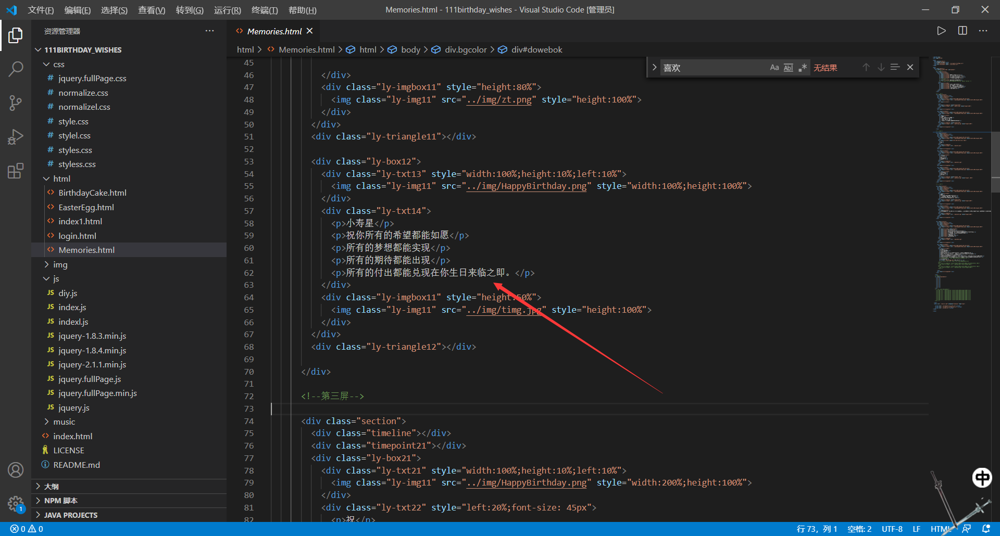 文件(F) 编辑(E) 选择(S) 查看(V) 转到(G) 运行(R) 终端(T) 帮助(H)
Memories.html - 111birthday_wishes - Visual Studio Code [管理员]
资源管理器
111BIRTHDAY_WISHES
css
# jquery.fullPage.css
# normalize.css
# normalizel.css
# style.css
# stylel.css
# styles.css
# styless.css
html
<> BirthdayCake.html
<> EasterEgg.html
<> index1.html
<> login.html
<> Memories.html
img
js
JS diy.js
JS index.js
JS indexl.js
JS jquery-1.8.3.min.js
JS jquery-1.8.4.min.js
JS jquery-2.1.1.min.js
JS jquery.fullPage.js
JS jquery.fullPage.min.js
JS jquery.js
music
<> index.html
LICENSE
README.md
大纲
NPM 脚本
JAVA PROJECTS
1
<> Memories.html
html > <> Memories.html > html > body > div.bgcolor > div#dowebok
喜欢 Aa Abl .* 无结果
45
46 </div>
47 <div class="ly-imgbox11" style="height:80%">
48 <img class="ly-img11" src="../img/zt.png" style="height:100%">
49 </div>
50 </div>
51 <div class="ly-triangle11"></div>
52
53 <div class="ly-box12">
54 <div class="ly-txt13" style="width:100%;height:10%;left:10%">
55 <img class="ly-img11" src="../img/HappyBirthday.png" style="width:100%;height:100%">
56 </div>
57 <div class="ly-txt14">
58 <p>小寿星</p>
59 <p>祝你所有的希望都能如愿</p>
60 <p>所有的梦想都能实现</p>
61 <p>所有的期待都能出现</p>
62 <p>所有的付出都能兑现在你生日来临之即。</p>
63 </div>
64 <div class="ly-imgbox11" style="height:50%">
65 <img class="ly-img11" src="../img/timg.jpg" style="height:100%">
66 </div>
67 </div>
68 <div class="ly-triangle12"></div>
69
70 </div>
71
72 <!--第三屏-->
73
74 <div class="section">
75 <div class="timeline"></div>
76 <div class="timepoint21"></div>
77 <div class="ly-box21">
78 <div class="ly-txt21" style="width:100%;height:10%;left:10%">
79 <img class="ly-img11" src="../img/HappyBirthday.png" style="width:200%;height:100%">
80 </div>
81 <div class="ly-txt22" style="left:20%;font-size: 45px">
82 <p>祝</p>
中
0 0
行 73，列 1 空格: 2 UTF-8 LF HTML